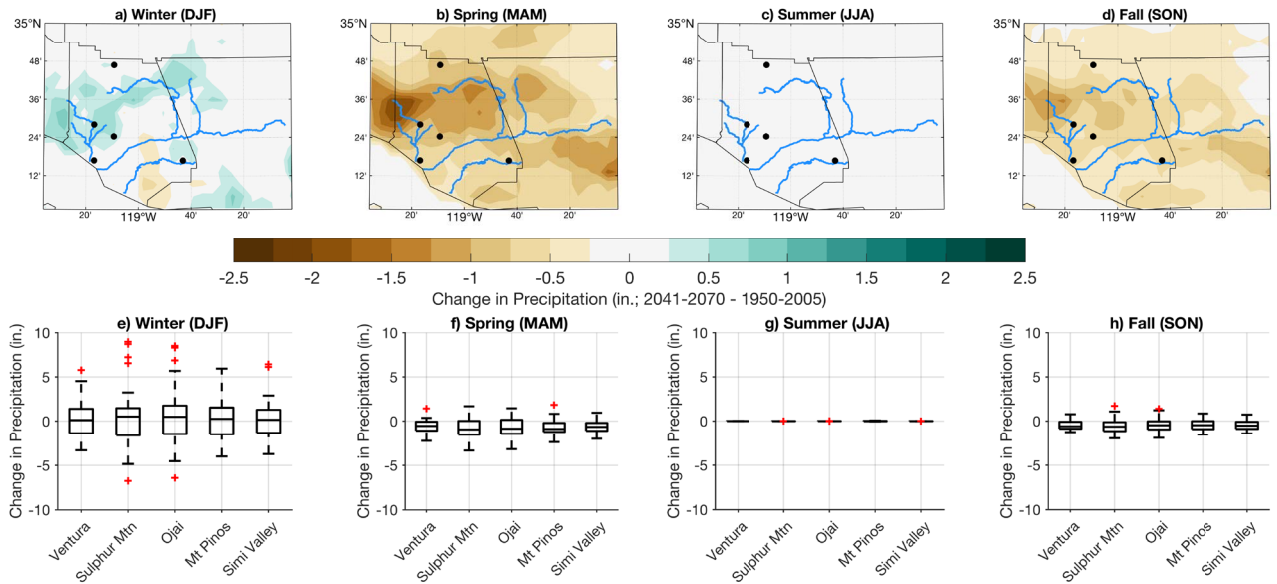 a) Winter (DJF)
b) Spring (MAM)
c) Summer (JJA)
d) Fall (SON)
35°N
48'
36'
24'
12'
20'
119°W
40'
20'
35°N
48'
36'
24'
12'
20'
119°W
40'
20'
35°N
48'
36'
24'
12'
20'
119°W
40'
20'
35°N
48'
36'
24'
12'
20'
119°W
40'
20'
-2.5 -2 -1.5 -1 -0.5 0 0.5 1 1.5 2 2.5
Change in Precipitation (in.; 2041-2070 - 1950-2005)
e) Winter (DJF)
Change in Precipitation (in.)
10
5
0
-5
-10
Ventura
Sulphur Mtn
Ojai
Mt Pinos
Simi Valley
f) Spring (MAM)
Change in Precipitation (in.)
10
5
0
-5
-10
Ventura
Sulphur Mtn
Ojai
Mt Pinos
Simi Valley
g) Summer (JJA)
Change in Precipitation (in.)
10
5
0
-5
-10
Ventura
Sulphur Mtn
Ojai
Mt Pinos
Simi Valley
h) Fall (SON)
Change in Precipitation (in.)
10
5
0
-5
-10
Ventura
Sulphur Mtn
Ojai
Mt Pinos
Simi Valley